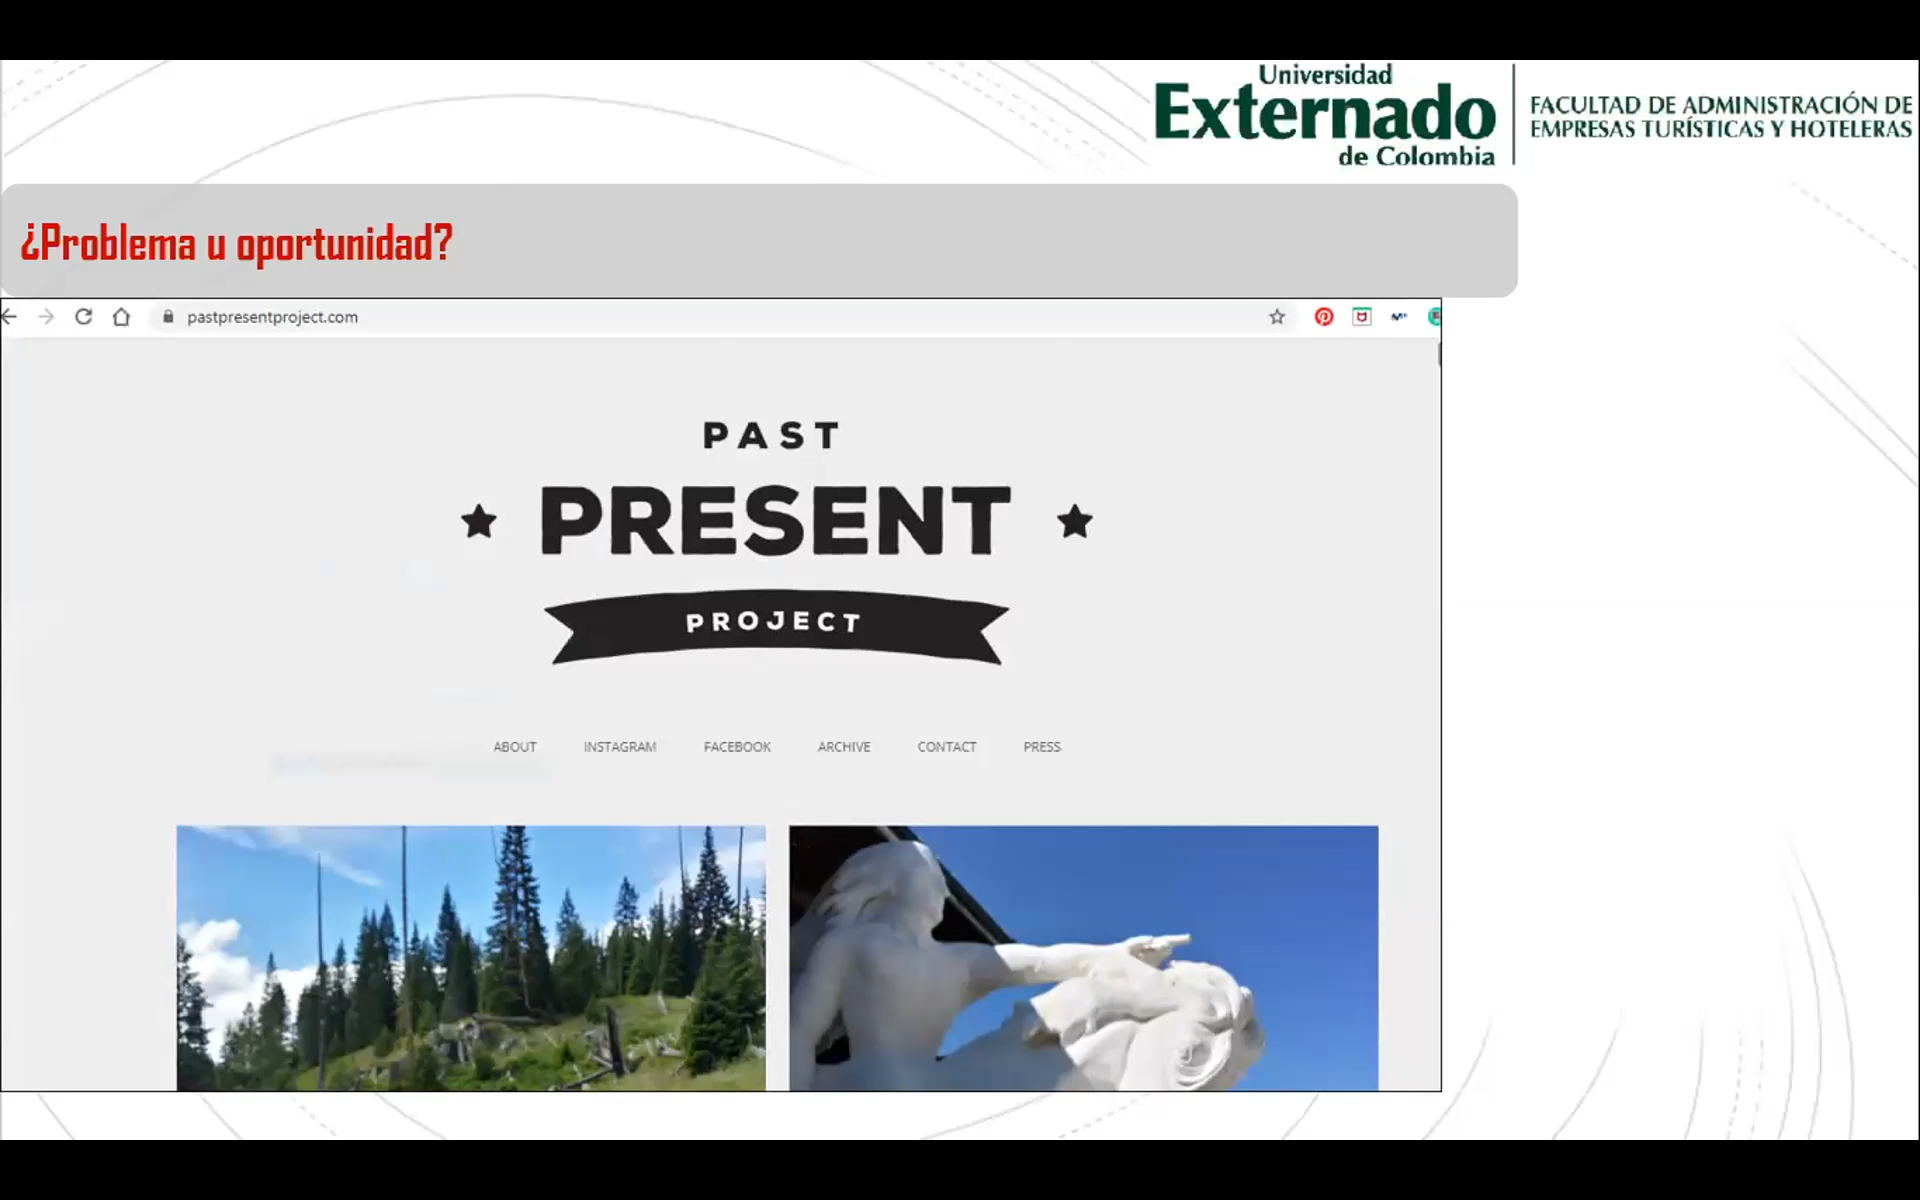 Universidad
Externado
de Colombia
FACULTAD DE ADMINISTRACIÓN DE
EMPRESAS TURÍSTICAS Y HOTELERAS
¿Problema u oportunidad?
pastpresentproject.com
PAST
PRESENT
PROJECT
ABOUT INSTAGRAM FACEBOOK ARCHIVE CONTACT PRESS